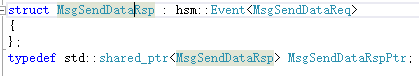 struct MsgSendDataRsp : hsm::Event<MsgSendDataReq>
{
};
typedef std::shared_ptr<MsgSendDataRsp> MsgSendDataRspPtr;